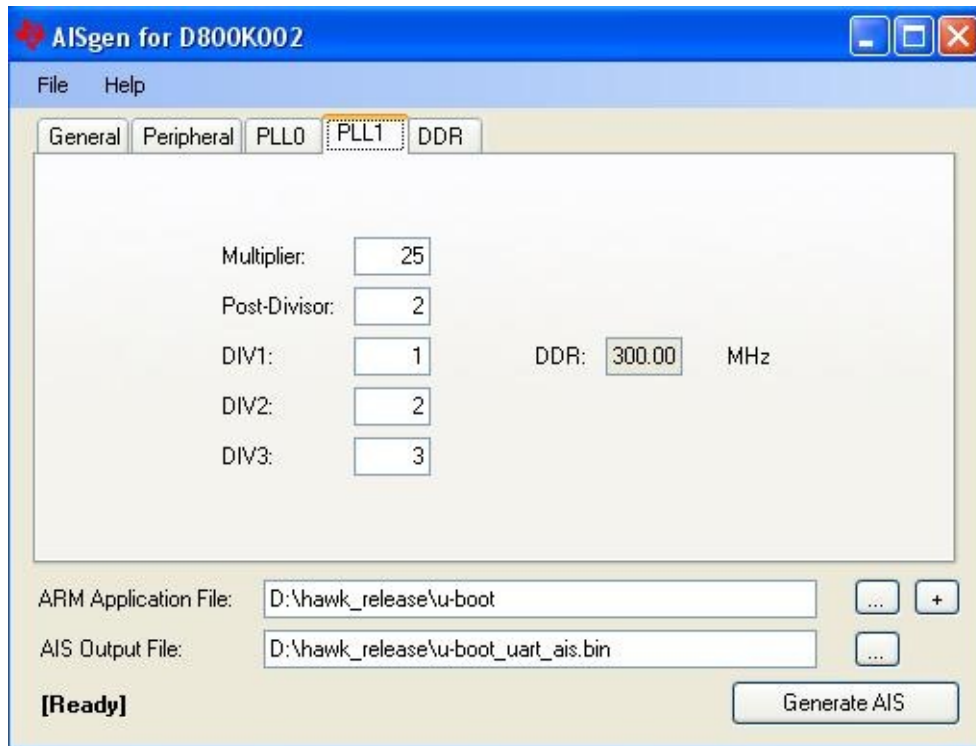 AISgen for D800K002
File Help
General Peripheral PLL0 PLL1 DDR
Multiplier: 25
Post-Divisor: 2
DIV1: 1 DDR: 300.00 MHz
DIV2: 2
DIV3: 3
ARM Application File: D:\hawk_release\u-boot ... +
AIS Output File: D:\hawk_release\u-boot_uart_ais.bin ...
[Ready] Generate AIS